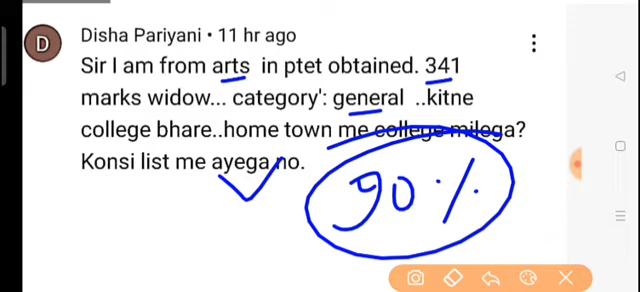 D
Disha Pariyani • 11 hr ago
Sir I am from arts in ptet obtained. 341
marks widow... category': general ..kitne
college bhare..home town me college milega?
Konsi list me ayega no.
90%